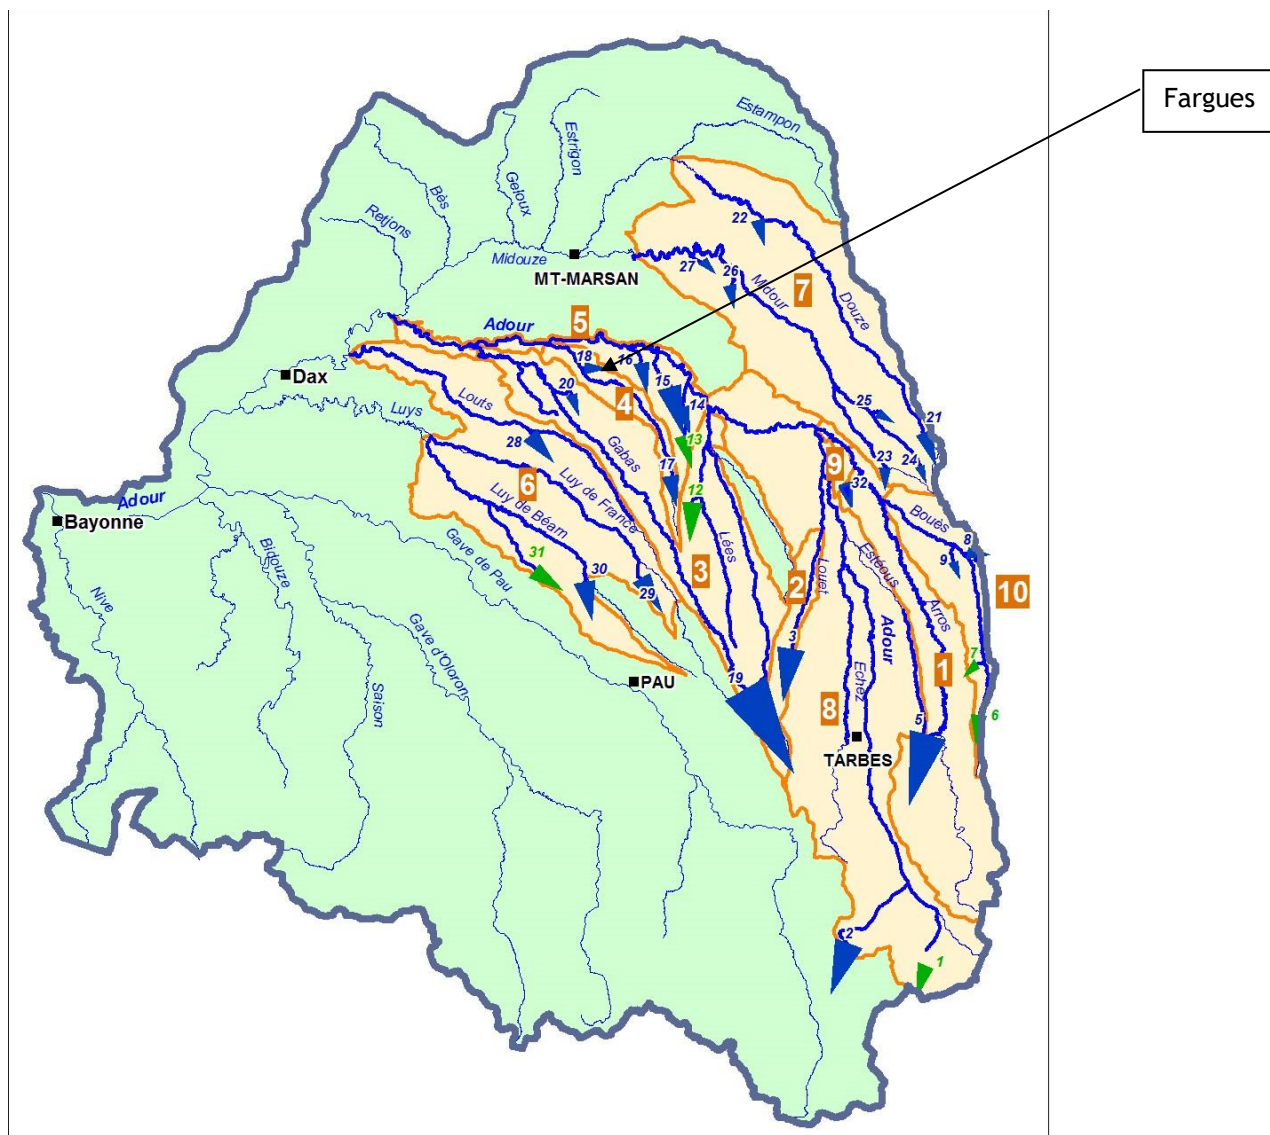 Fargues
Estampon
Estrigon
Geloux
Bès
Retjons
22
Midouze
MT-MARSAN
27
26
Midour
7
Douze
Adour
5
18
16
Dax
20
15
14
4
Louts
Luys
25
21
13
Gabas
28
17
23
24
9
32
12
6
Luy de France
Luy de Béarn
Adour
Bayonne
Boués
8
9
Bidouze
Gave de Pau
31
30
29
Lées
3
Estéous
2
Louet
10
Nive
Gave d'Oloron
Arros
Adour
3
Echez
1
7
Saison
PAU
19
8
5
6
TARBES
2
1